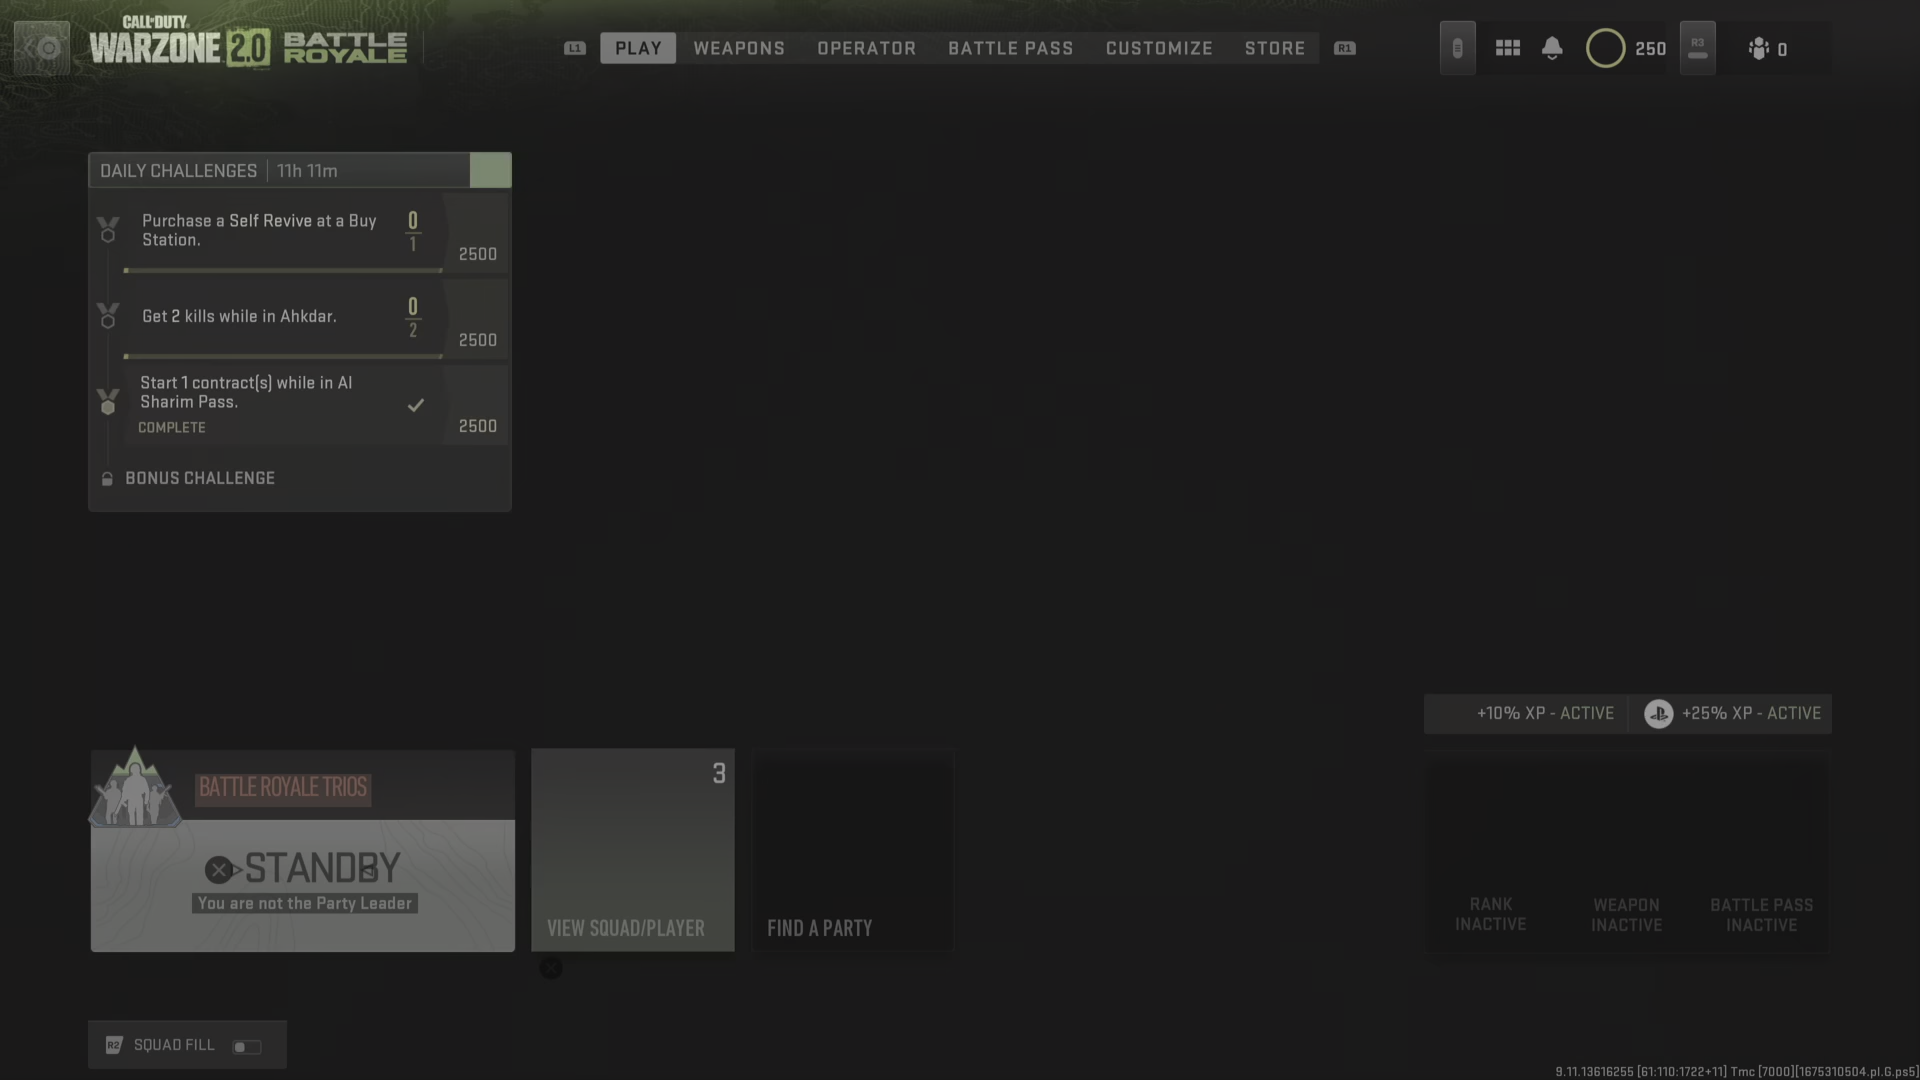 CALL OF DUTY
WARZONE 2.0 BATTLE ROYALE
L1 PLAY WEAPONS OPERATOR BATTLE PASS CUSTOMIZE STORE R1
250 R3 0
DAILY CHALLENGES 11h 11m
Purchase a Self Revive at a Buy
Station.
0
1
2500
Get 2 kills while in Ahkdar.
0
2
2500
Start 1 contract(s) while in Al
Sharim Pass.
COMPLETE
2500
BONUS CHALLENGE
+10% XP - ACTIVE +25% XP - ACTIVE
BATTLE ROYALE TRIOS
STANDBY
You are not the Party Leader
3
VIEW SQUAD/PLAYER
FIND A PARTY
RANK
INACTIVE
WEAPON
INACTIVE
BATTLE PASS
INACTIVE
R2 SQUAD FILL
9.11.13616255 [61:110:1722+11] Tmc [7000][1675310504.pl.G.ps5]